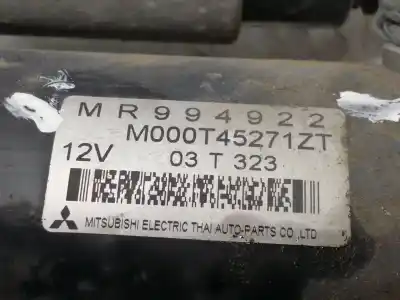 MR994922
M000T45271ZT
12V 03 T 323
MITSUBISHI ELECTRIC THAI AUTO-PARTS CO.,LTD